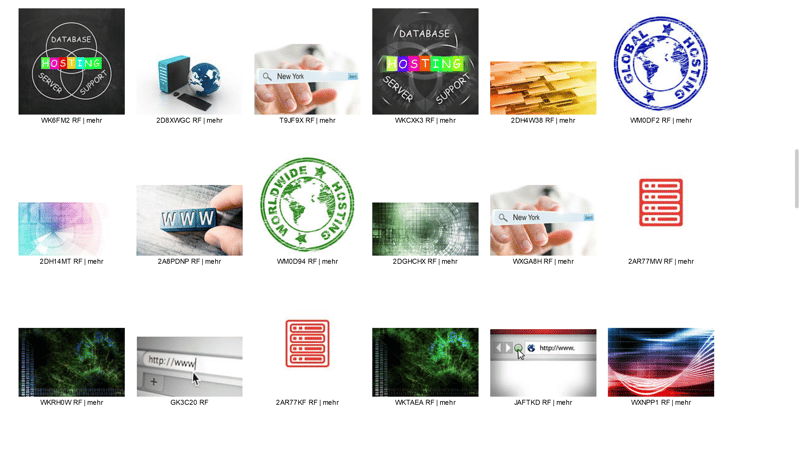 DATABASE
HOSTING
SERVER
SUPPORT
WK6FM2 RF | mehr
2D8XWGC RF | mehr
New York
T9JF9X RF | mehr
DATABASE
HOSTING
SERVER
SUPPORT
WKCXK3 RF | mehr
2DH4W38 RF | mehr
GLOBAL HOSTING
WM0DF2 RF | mehr
2DH14MT RF | mehr
WWW
2A8PDNP RF | mehr
WORLDWIDE HOSTING
WM0D94 RF | mehr
2DGHCHX RF | mehr
New York
WXGA8H RF | mehr
2AR77MW RF | mehr
WKRH0W RF | mehr
http://www
GK3C20 RF
2AR77KF RF | mehr
WKTAEA RF | mehr
http://www.
JAFTKD RF | mehr
WXNPP1 RF | mehr